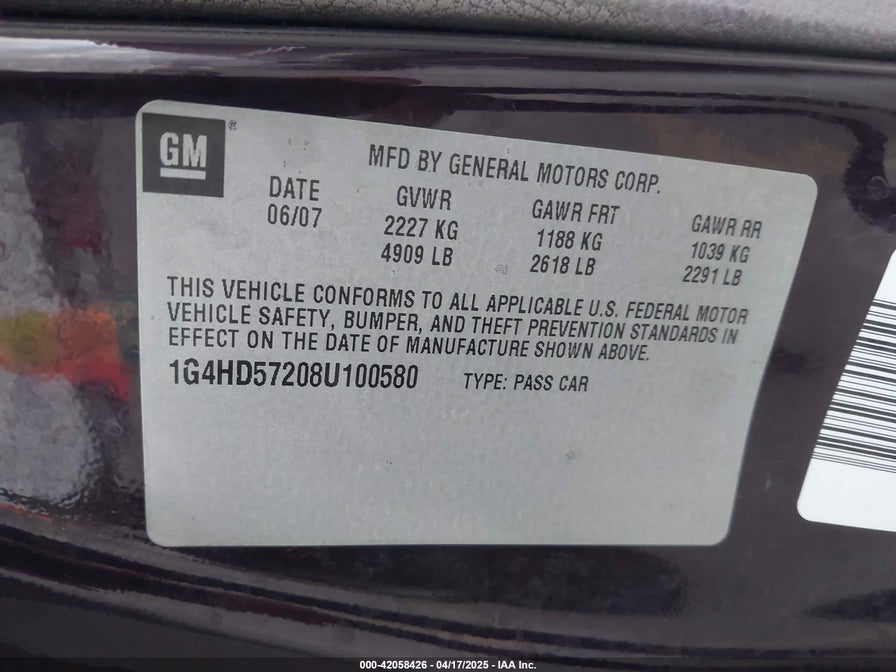 GM®
MFD BY GENERAL MOTORS CORP.
DATE GVWR GAWR FRT GAWR RR
06/07 2227 KG 1188 KG 1039 KG
4909 LB 2618 LB 2291 LB
THIS VEHICLE CONFORMS TO ALL APPLICABLE U.S. FEDERAL MOTOR
VEHICLE SAFETY, BUMPER, AND THEFT PREVENTION STANDARDS IN
EFFECT ON THE DATE OF MANUFACTURE SHOWN ABOVE.
1G4HD57208U100580 TYPE: PASS CAR
000-42058426 - 04/17/2025 - IAA Inc.